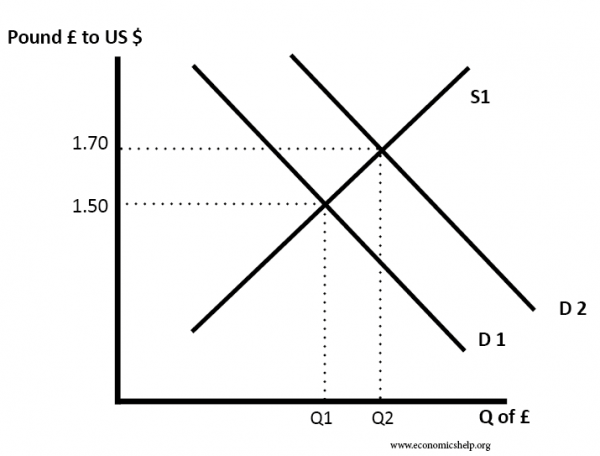 Pound £ to US $
S1
1.70
1.50
D 2
D 1
Q1
Q2
Q of £
www.economicshelp.org